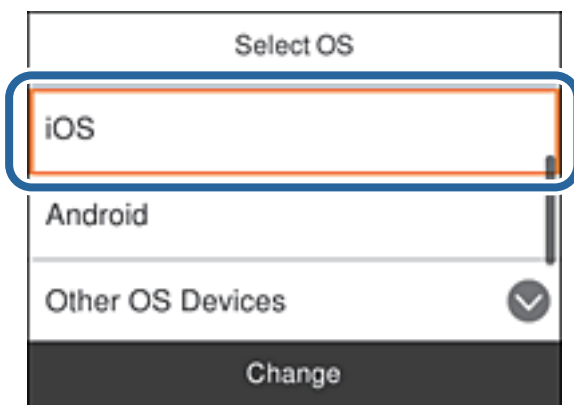 Select OS
iOS
Android
Other OS Devices
Change